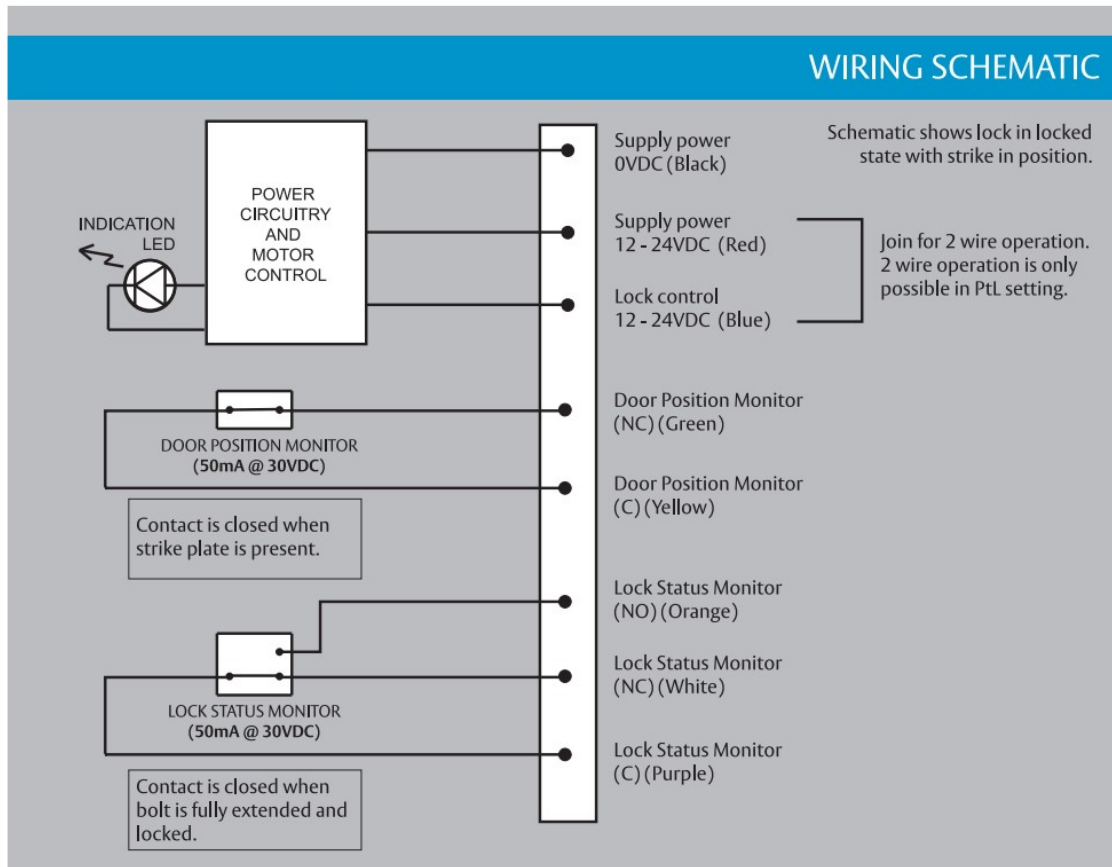 WIRING SCHEMATIC
Schematic shows lock in locked
state with strike in position.
INDICATION
LED
POWER
CIRCUITRY
AND
MOTOR
CONTROL
Supply power
0VDC (Black)
Supply power
12 - 24VDC (Red)
Lock control
12 - 24VDC (Blue)
Join for 2 wire operation.
2 wire operation is only
possible in PtL setting.
DOOR POSITION MONITOR
(50mA @ 30VDC)
Contact is closed when
strike plate is present.
Door Position Monitor
(NC) (Green)
Door Position Monitor
(C) (Yellow)
LOCK STATUS MONITOR
(50mA @ 30VDC)
Contact is closed when
bolt is fully extended and
locked.
Lock Status Monitor
(NO) (Orange)
Lock Status Monitor
(NC) (White)
Lock Status Monitor
(C) (Purple)